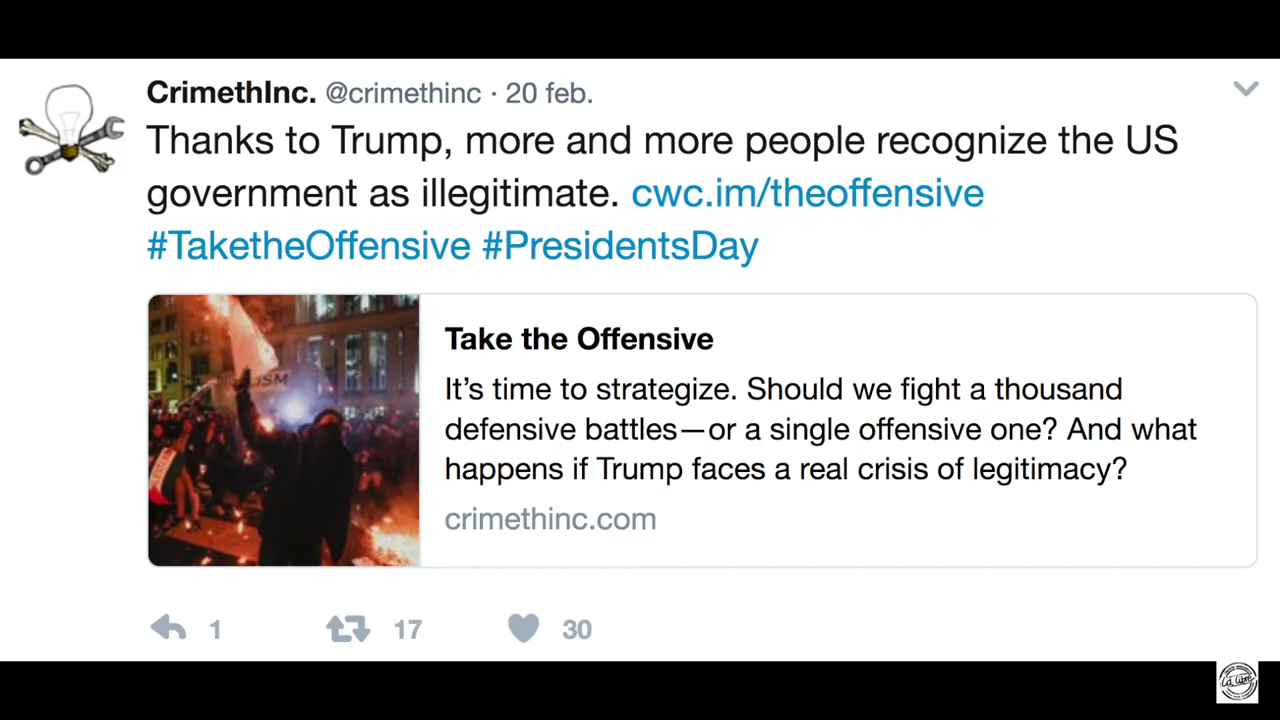 CrimethInc. @crimethinc · 20 feb.
Thanks to Trump, more and more people recognize the US
government as illegitimate. cwc.im/theoffensive
#TaketheOffensive #PresidentsDay
LISM
Take the Offensive
It's time to strategize. Should we fight a thousand
defensive battles—or a single offensive one? And what
happens if Trump faces a real crisis of legitimacy?
crimethinc.com
1 17 30